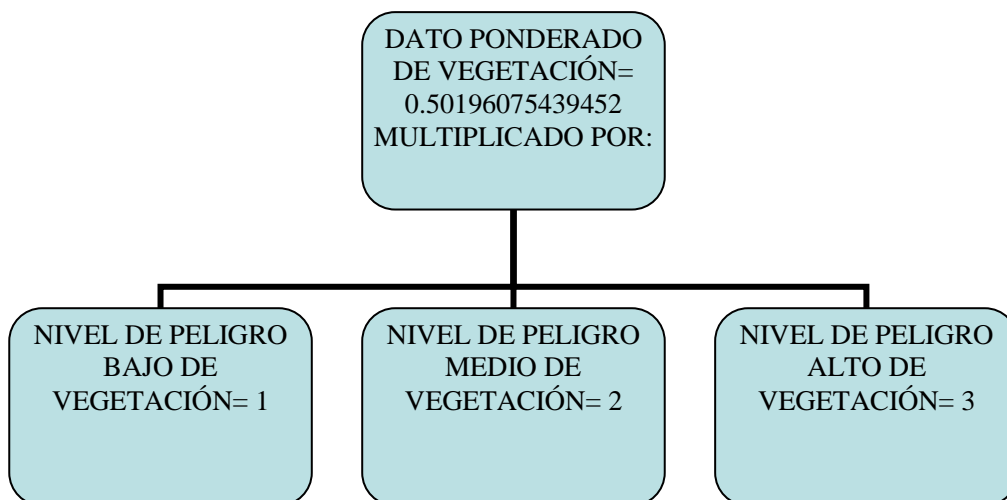 DATO PONDERADO
DE VEGETACIÓN=
0.50196075439452
MULTIPLICADO POR:
NIVEL DE PELIGRO
BAJO DE
VEGETACIÓN= 1
NIVEL DE PELIGRO
MEDIO DE
VEGETACIÓN= 2
NIVEL DE PELIGRO
ALTO DE
VEGETACIÓN= 3